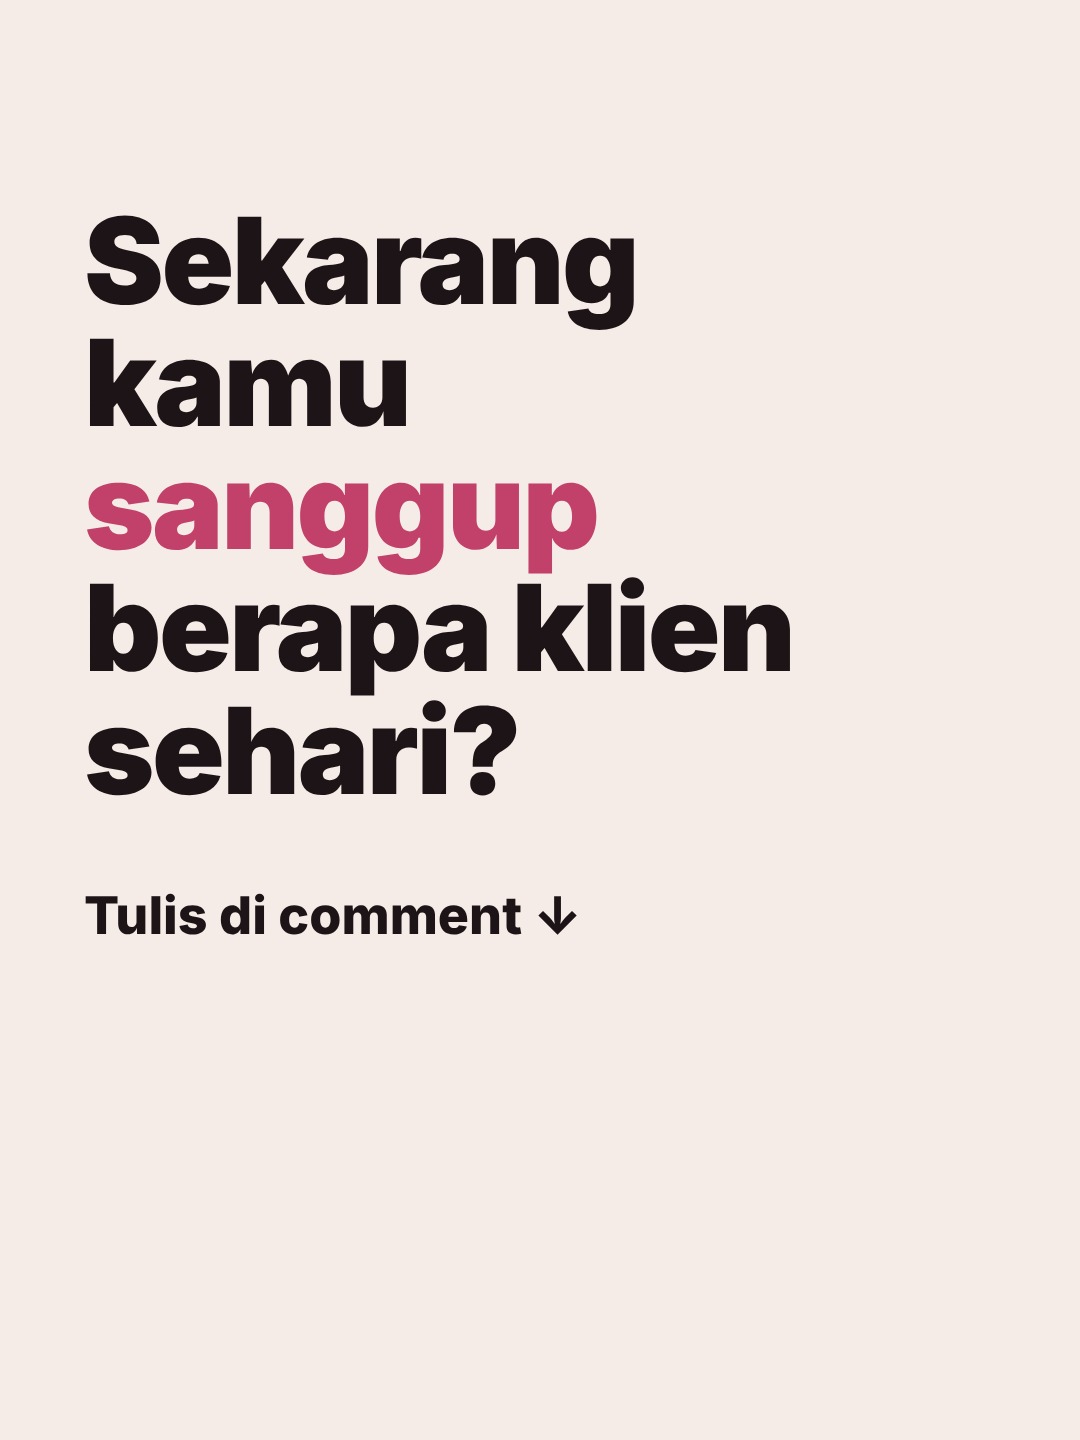 Sekarang
kamu
sanggup
berapa klien
sehari?
Tulis di comment ↓